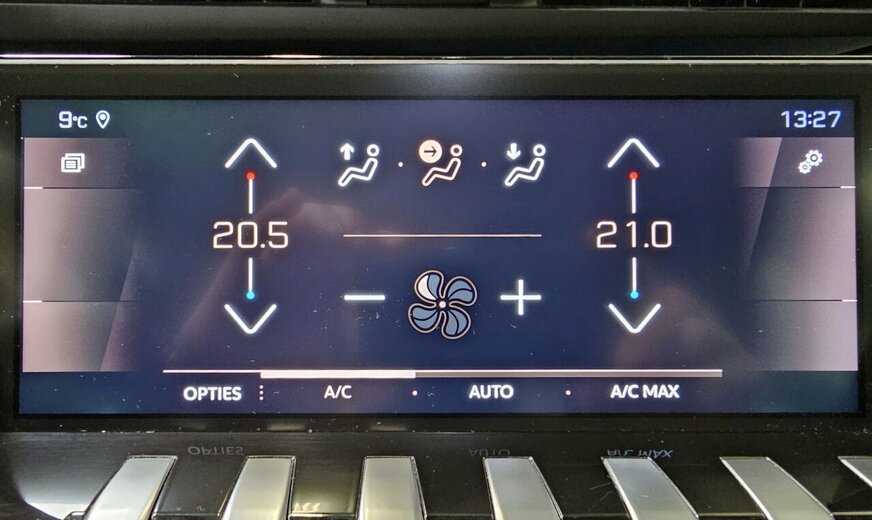 9°C 13:27
20.5 21.0
OPTIES A/C AUTO A/C MAX